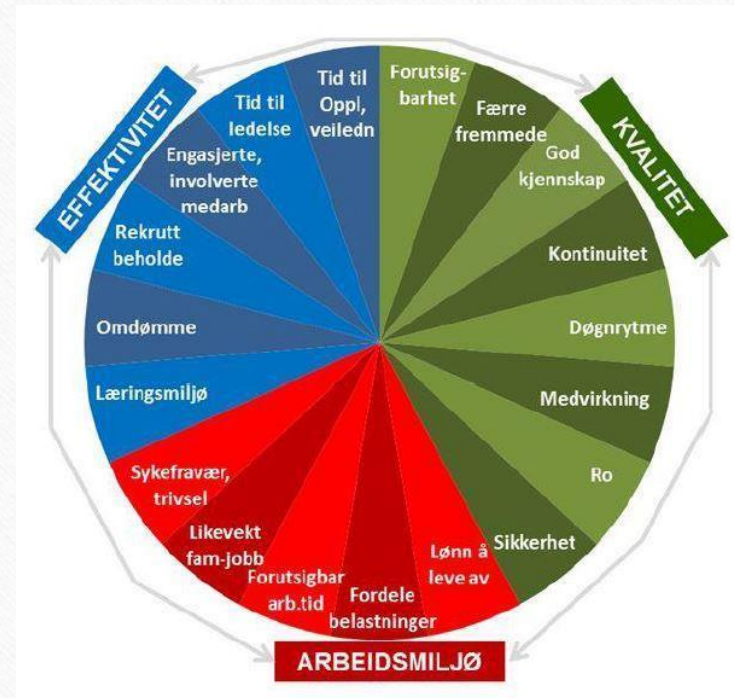 EFFEKTIVITET
KVALITET
ARBEIDSMILJØ
Forutsig-
barhet
Færre
fremmede
God
kjennskap
Kontinuitet
Døgnrytme
Medvirkning
Ro
Sikkerhet
Lønn å
leve av
Fordele
belastninger
Forutsigbar
arb.tid
Likevekt
fam-jobb
Sykefravær,
trivsel
Læringsmiljø
Omdømme
Rekrutt
beholde
Engasjerte,
involverte
medarb
Tid til
ledelse
Tid til
Oppl,
veiledn